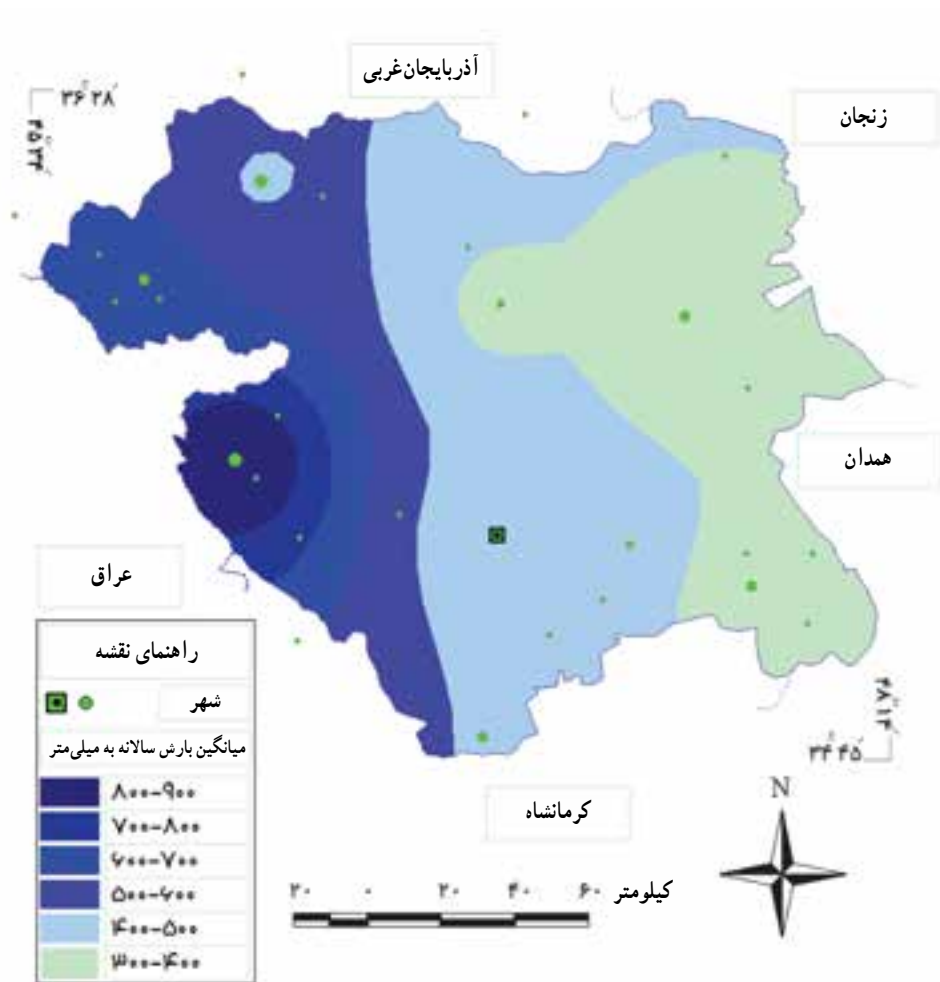 آذربایجان‌غربی
۳۶ ۲۸
۴۵ ۳۴
زنجان
همدان
عراق
راهنمای نقشه
شهر
میانگین بارش سالانه به میلی‌متر
۸۰۰-۹۰۰
۷۰۰-۸۰۰
۶۰۰-۷۰۰
۵۰۰-۶۰۰
۴۰۰-۵۰۰
۳۰۰-۴۰۰
۴۸ ۱۴
۳۴ ۴۵
کرمانشاه
N
۲۰ ۰ ۲۰ ۴۰ ۶۰ کیلومتر